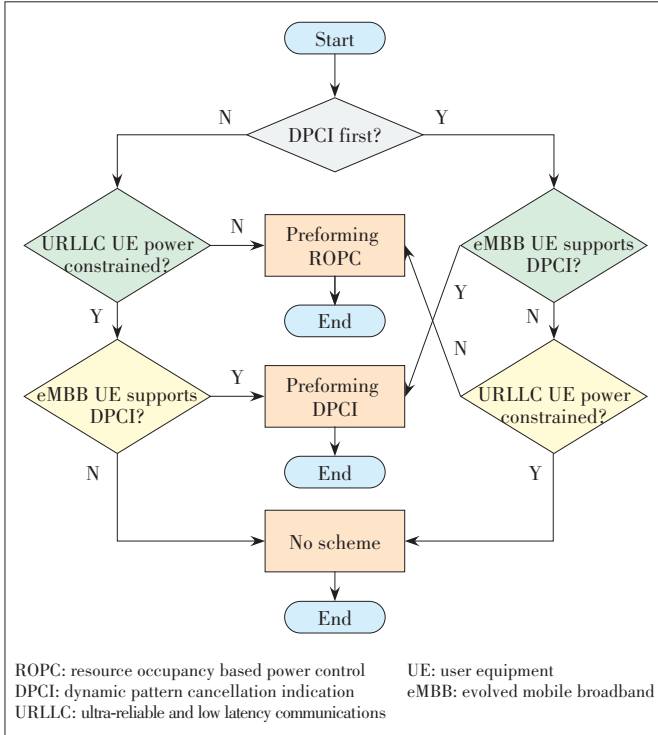 Start
N
Y
DPCI first?
URLLC UE power
constrained?
N
Preforming
ROPC
eMBB UE supports
DPCI?
Y
Y
N
End
N
eMBB UE supports
DPCI?
Y
Preforming
DPCI
URLLC UE power
constrained?
N
End
Y
No scheme
End
ROPC: resource occupancy based power control
UE: user equipment
DPCI: dynamic pattern cancellation indication
eMBB: evolved mobile broadband
URLLC: ultra-reliable and low latency communications